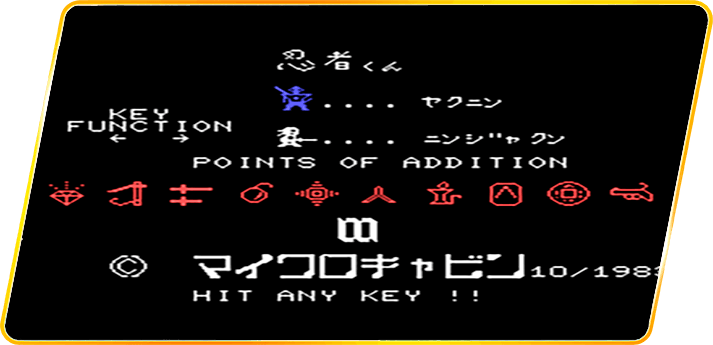 忍者くん
.... ヤクニン
KEY
FUNCTION
← →
.... ニンジャクン
POINTS OF ADDITION
m
© マイクロキャビン 10/198
HIT ANY KEY !!